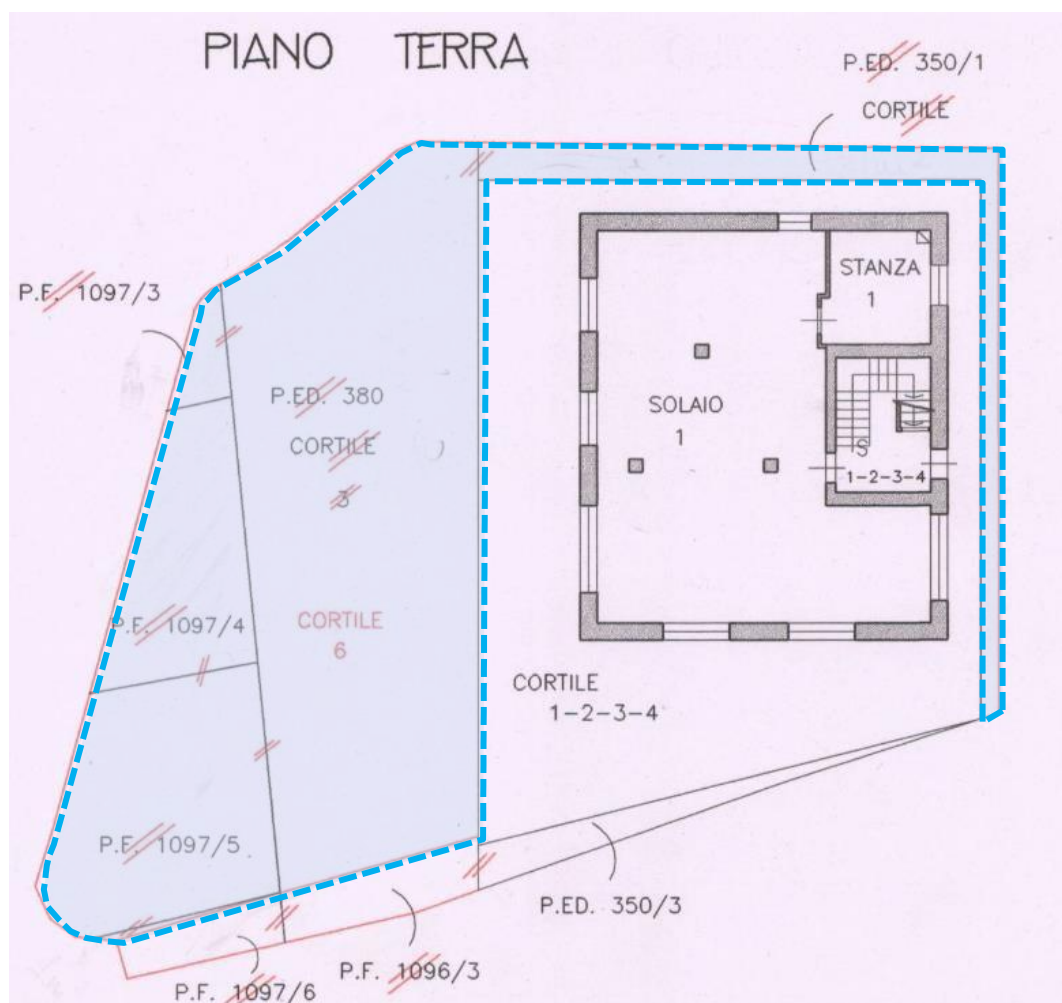 PIANO TERRA
P.ED. 350/1
CORTILE
P.F. 1097/3
STANZA
1
P.ED. 380
CORTILE
3
SOLAIO
1
S
1-2-3-4
P.F. 1097/4
CORTILE
6
CORTILE
1-2-3-4
P.F. 1097/5
P.ED. 350/3
P.F. 1096/3
P.F. 1097/6